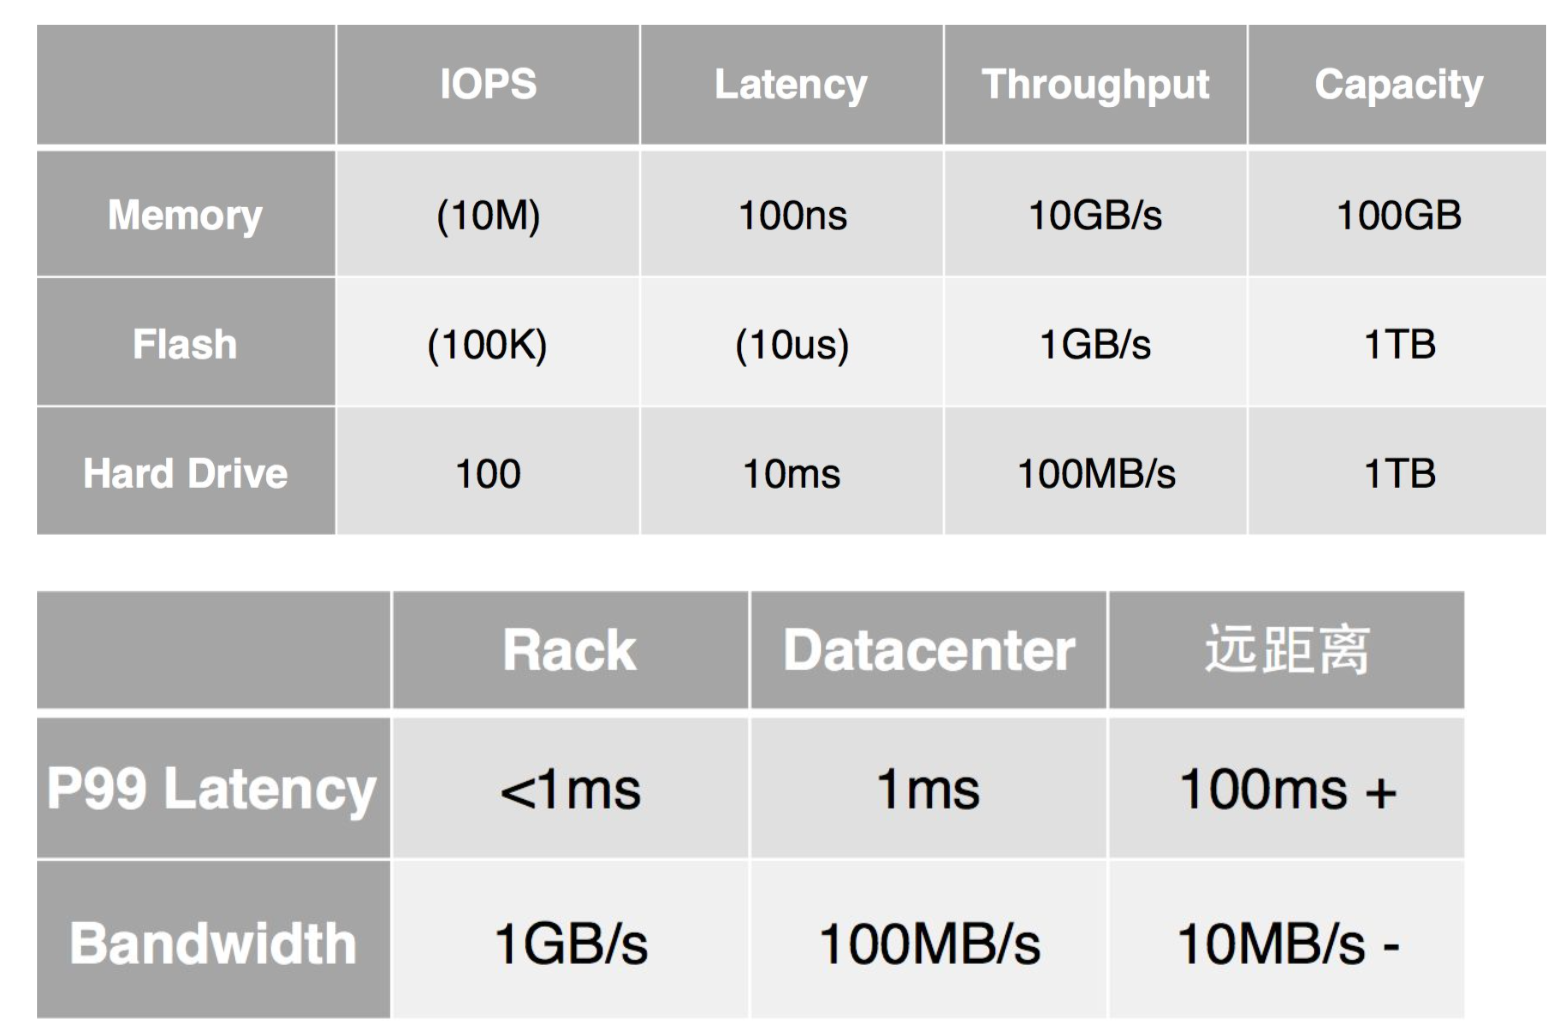 IOPS Latency Throughput Capacity
Memory (10M) 100ns 10GB/s 100GB
Flash (100K) (10us) 1GB/s 1TB
Hard Drive 100 10ms 100MB/s 1TB
Rack Datacenter 远距离
P99 Latency <1ms 1ms 100ms +
Bandwidth 1GB/s 100MB/s 10MB/s -